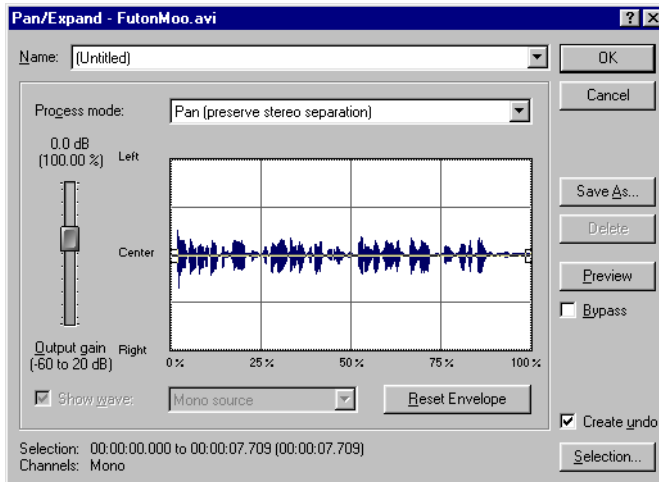 Pan/Expand - FutonMoo.avi
Name: (Untitled)
OK
Cancel
Process mode: Pan (preserve stereo separation)
0.0 dB
(100.00 %)
Left
Center
Right
Output gain
(-60 to 20 dB)
0 % 25 % 50 % 75 % 100 %
Save As...
Delete
Preview
Bypass
Show wave: Mono source Reset Envelope
Create undo
Selection: 00:00:00.000 to 00:00:07.709 (00:00:07.709)
Channels: Mono
Selection...